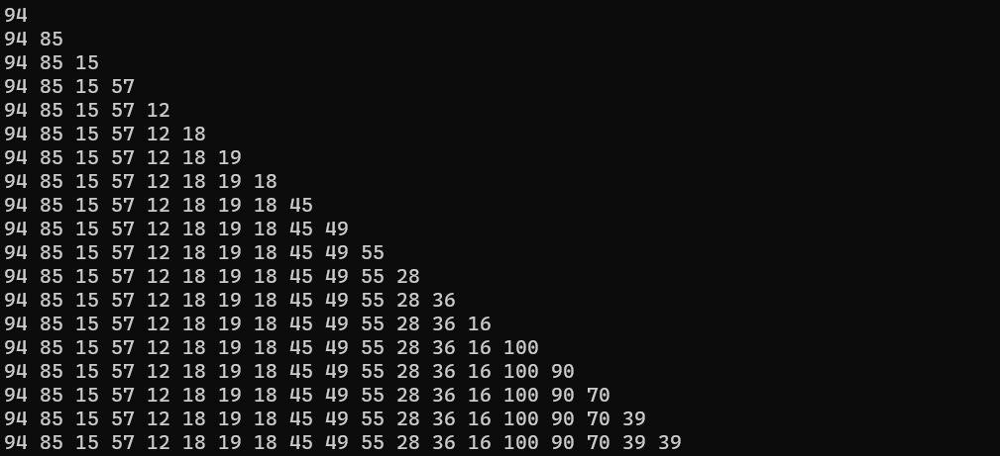 94
94 85
94 85 15
94 85 15 57
94 85 15 57 12
94 85 15 57 12 18
94 85 15 57 12 18 19
94 85 15 57 12 18 19 18
94 85 15 57 12 18 19 18 45
94 85 15 57 12 18 19 18 45 49
94 85 15 57 12 18 19 18 45 49 55
94 85 15 57 12 18 19 18 45 49 55 28
94 85 15 57 12 18 19 18 45 49 55 28 36
94 85 15 57 12 18 19 18 45 49 55 28 36 16
94 85 15 57 12 18 19 18 45 49 55 28 36 16 100
94 85 15 57 12 18 19 18 45 49 55 28 36 16 100 90
94 85 15 57 12 18 19 18 45 49 55 28 36 16 100 90 70
94 85 15 57 12 18 19 18 45 49 55 28 36 16 100 90 70 39
94 85 15 57 12 18 19 18 45 49 55 28 36 16 100 90 70 39 39